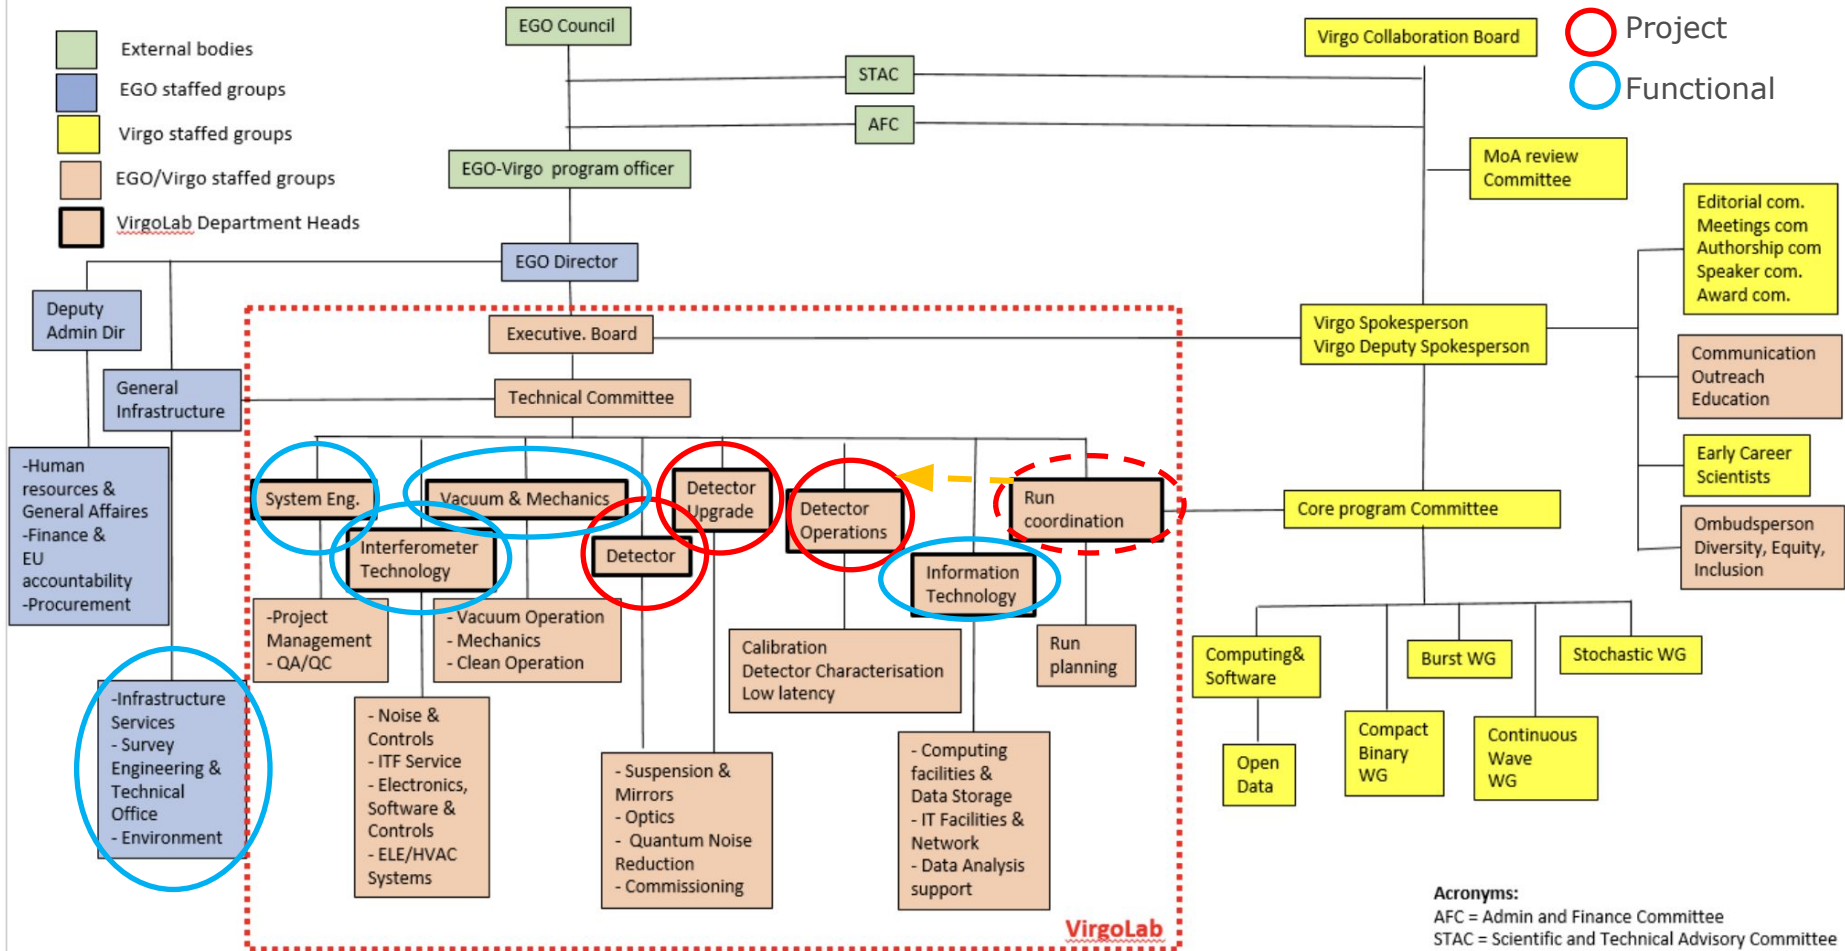 External bodies
EGO staffed groups
Virgo staffed groups
EGO/Virgo staffed groups
VirgoLab Department Heads
EGO Council
STAC
AFC
EGO-Virgo program officer
EGO Director
Virgo Collaboration Board
Project
Functional
MoA review
Committee
Editorial com.
Meetings com
Authorship com
Speaker com.
Award com.
Deputy
Admin Dir
General
Infrastructure
Executive. Board
Technical Committee
Virgo Spokesperson
Virgo Deputy Spokesperson
Communication
Outreach
Education
Early Career
Scientists
Ombudsperson
Diversity, Equity,
Inclusion
-Human
resources &
General Affaires
-Finance &
EU
accountability
-Procurement
-Infrastructure
Services
- Survey
Engineering &
Technical
Office
- Environment
System Eng.
Interferometer
Technology
Vacuum & Mechanics
Detector
Detector
Upgrade
Detector
Operations
Information
Technology
Run
coordination
Core program Committee
-Project
Management
- QA/QC
- Noise &
Controls
- ITF Service
- Electronics,
Software &
Controls
- ELE/HVAC
Systems
- Vacuum Operation
- Mechanics
- Clean Operation
- Suspension &
Mirrors
- Optics
- Quantum Noise
Reduction
- Commissioning
Calibration
Detector Characterisation
Low latency
- Computing
facilities &
Data Storage
- IT Facilities &
Network
- Data Analysis
support
Run
planning
Computing&
Software
Open
Data
Compact
Binary
WG
Burst WG
Continuous
Wave
WG
Stochastic WG
VirgoLab
Acronyms:
AFC = Admin and Finance Committee
STAC = Scientific and Technical Advisory Committee